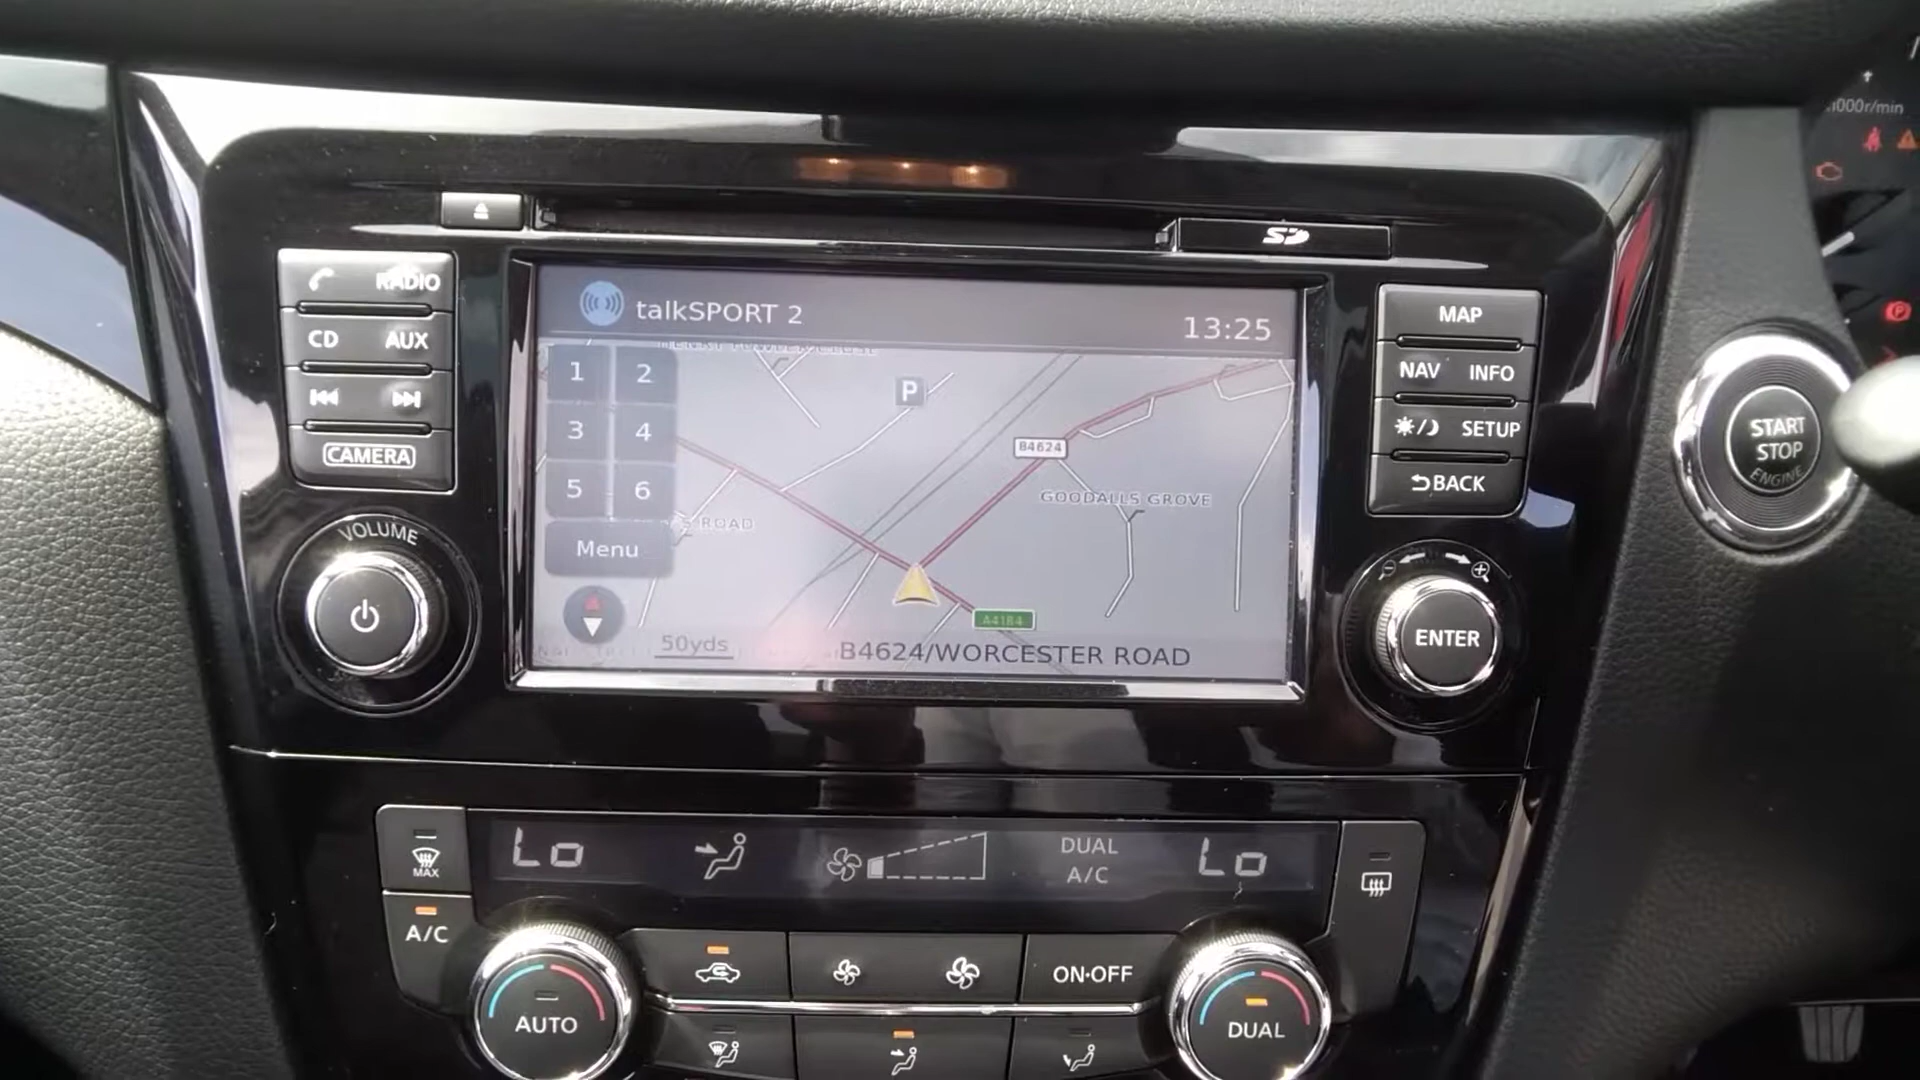 1000r/min
SD
RADIO
CD AUX
CAMERA
VOLUME
talkSPORT 2
13:25
1 2
3 4
5 6
Menu
P
B4624
GOODALLS GROVE
ROAD
A4184
50yds
B4624/WORCESTER ROAD
MAP
NAV INFO
SETUP
BACK
ENTER
START
STOP
ENGINE
Lo
DUAL
A/C
Lo
MAX
A/C
ON·OFF
AUTO
DUAL